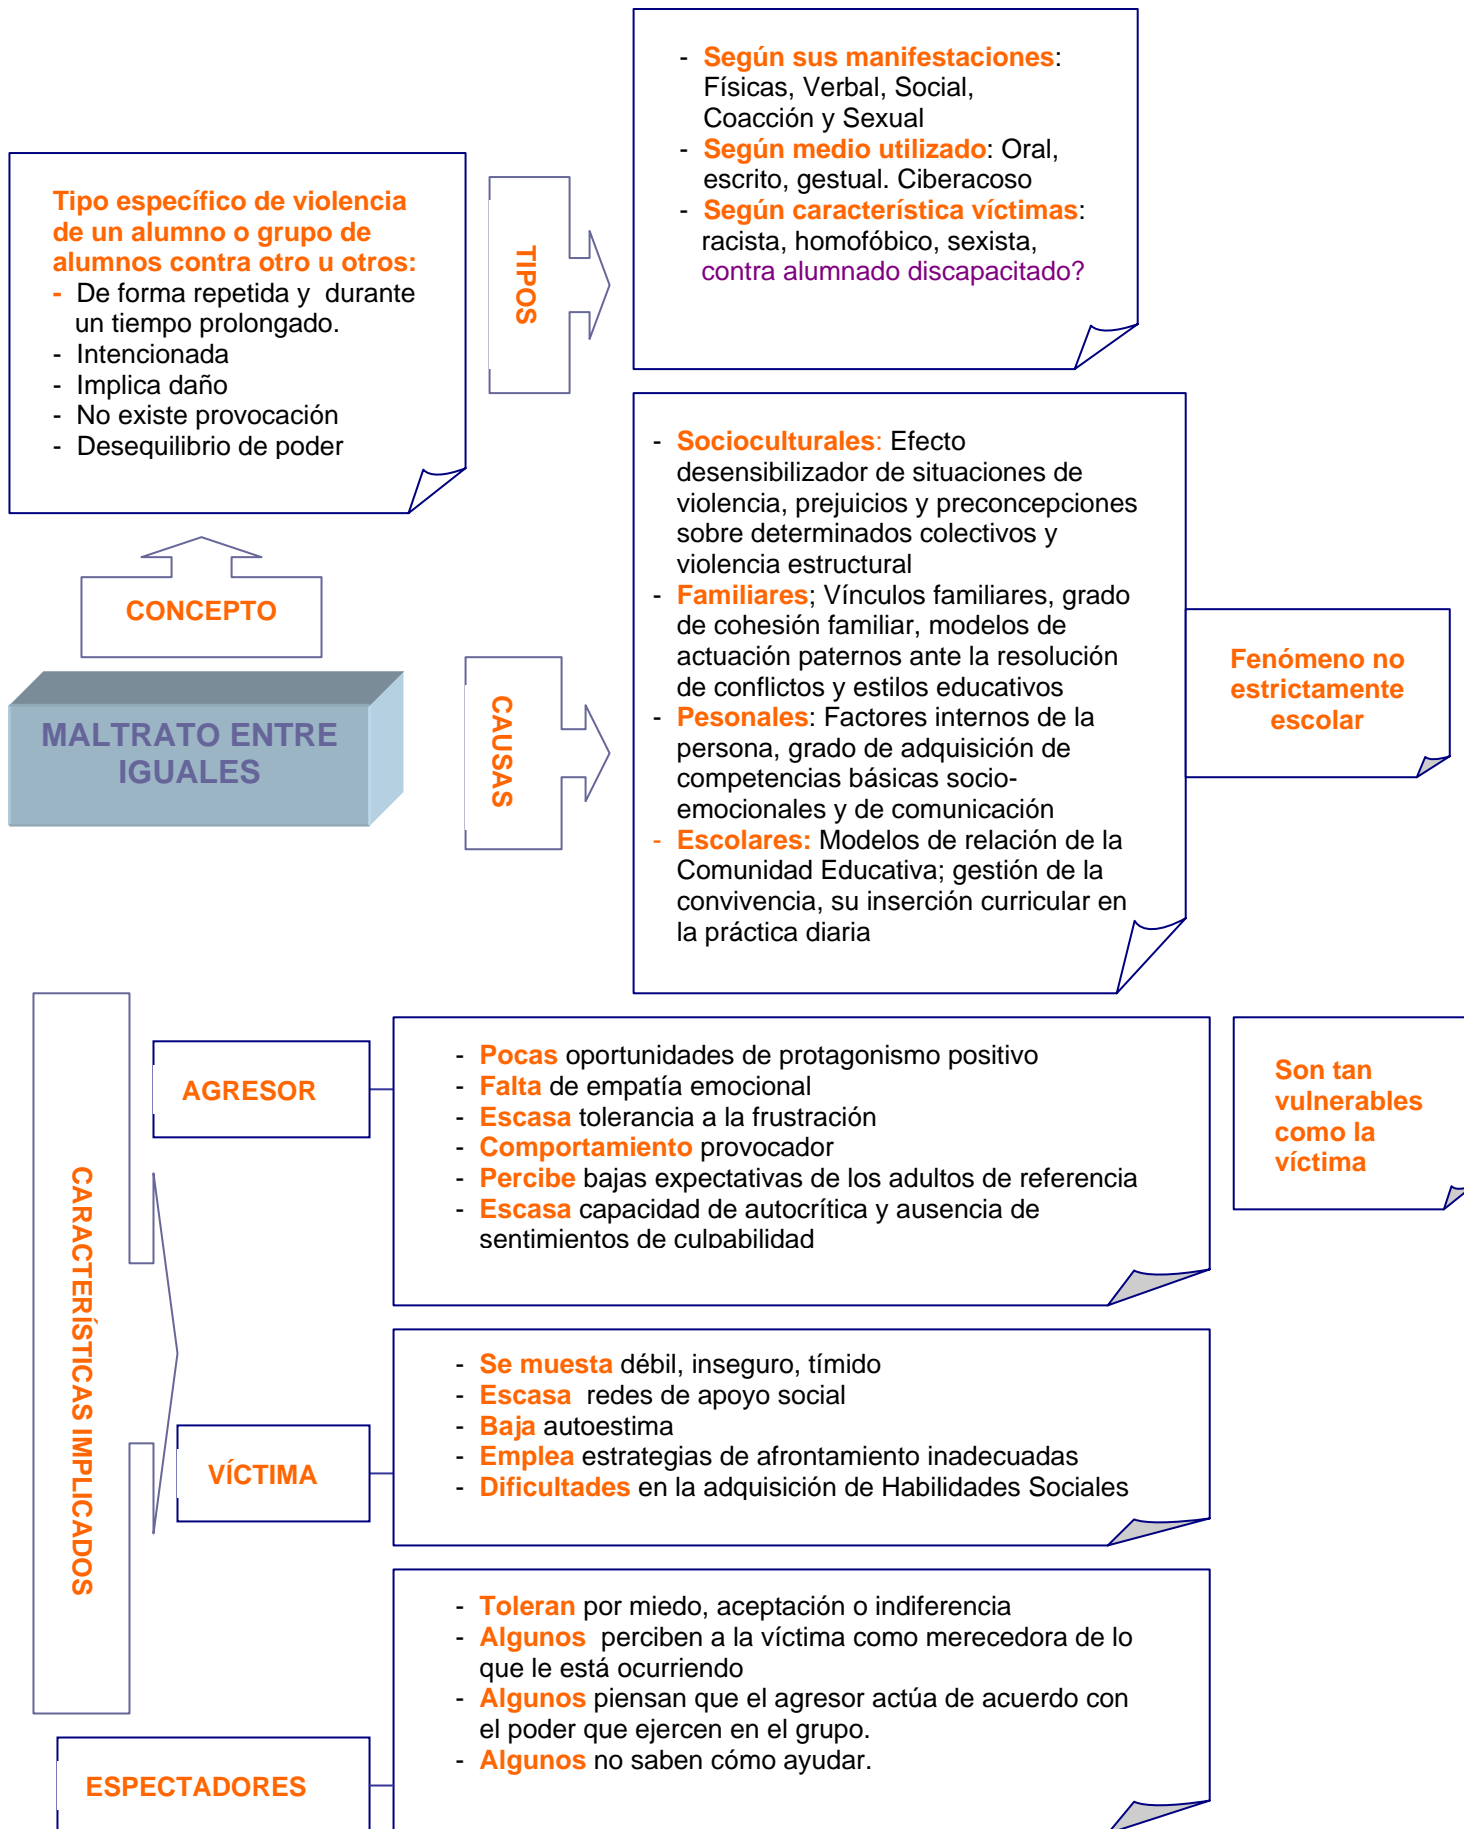 - Según sus manifestaciones:
Físicas, Verbal, Social,
Coacción y Sexual
- Según medio utilizado: Oral,
escrito, gestual. Ciberacoso
- Según característica víctimas:
racista, homofóbico, sexista,
contra alumnado discapacitado?
TIPOS
Tipo específico de violencia
de un alumno o grupo de
alumnos contra otro u otros:
- De forma repetida y durante
un tiempo prolongado.
- Intencionada
- Implica daño
- No existe provocación
- Desequilibrio de poder
CONCEPTO
MALTRATO ENTRE
IGUALES
CAUSAS
- Socioculturales: Efecto
desensibilizador de situaciones de
violencia, prejuicios y preconcepciones
sobre determinados colectivos y
violencia estructural
- Familiares; Vínculos familiares, grado
de cohesión familiar, modelos de
actuación paternos ante la resolución
de conflictos y estilos educativos
- Pesonales: Factores internos de la
persona, grado de adquisición de
competencias básicas socio-
emocionales y de comunicación
- Escolares: Modelos de relación de la
Comunidad Educativa; gestión de la
convivencia, su inserción curricular en
la práctica diaria
Fenómeno no
estrictamente
escolar
CARACTERÍSTICAS IMPLICADOS
AGRESOR
- Pocas oportunidades de protagonismo positivo
- Falta de empatía emocional
- Escasa tolerancia a la frustración
- Comportamiento provocador
- Percibe bajas expectativas de los adultos de referencia
- Escasa capacidad de autocrítica y ausencia de
sentimientos de culpabilidad
Son tan
vulnerables
como la
víctima
VÍCTIMA
- Se muesta débil, inseguro, tímido
- Escasa redes de apoyo social
- Baja autoestima
- Emplea estrategias de afrontamiento inadecuadas
- Dificultades en la adquisición de Habilidades Sociales
ESPECTADORES
- Toleran por miedo, aceptación o indiferencia
- Algunos perciben a la víctima como merecedora de lo
que le está ocurriendo
- Algunos piensan que el agresor actúa de acuerdo con
el poder que ejercen en el grupo.
- Algunos no saben cómo ayudar.